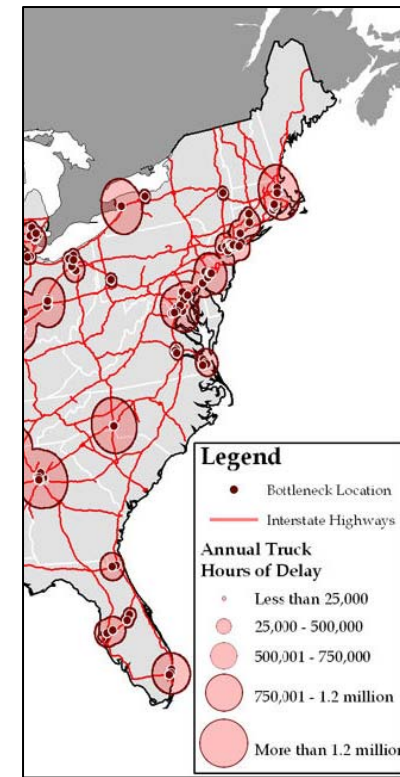 Legend
Bottleneck Location
Interstate Highways
Annual Truck
Hours of Delay
Less than 25,000
25,000 - 500,000
500,001 - 750,000
750,001 - 1.2 million
More than 1.2 million